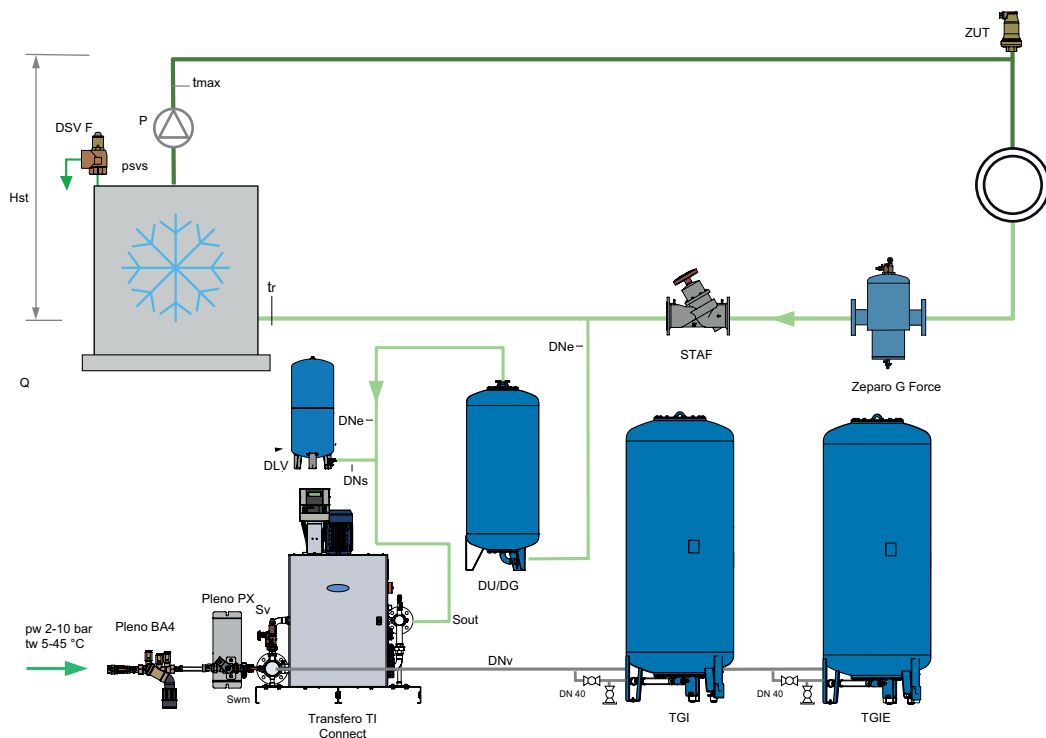 ZUT
tmax
P
DSV F
psvs
Hst
tr
DNe
STAF
Zeparo G Force
Q
DNe
DLV
DNs
DU/DG
Pleno PX
Sv
Sout
pw 2-10 bar
tw 5-45 °C
Pleno BA4
DNv
Swm
DN 40
DN 40
Transfero TI
Connect
TGI
TGIE